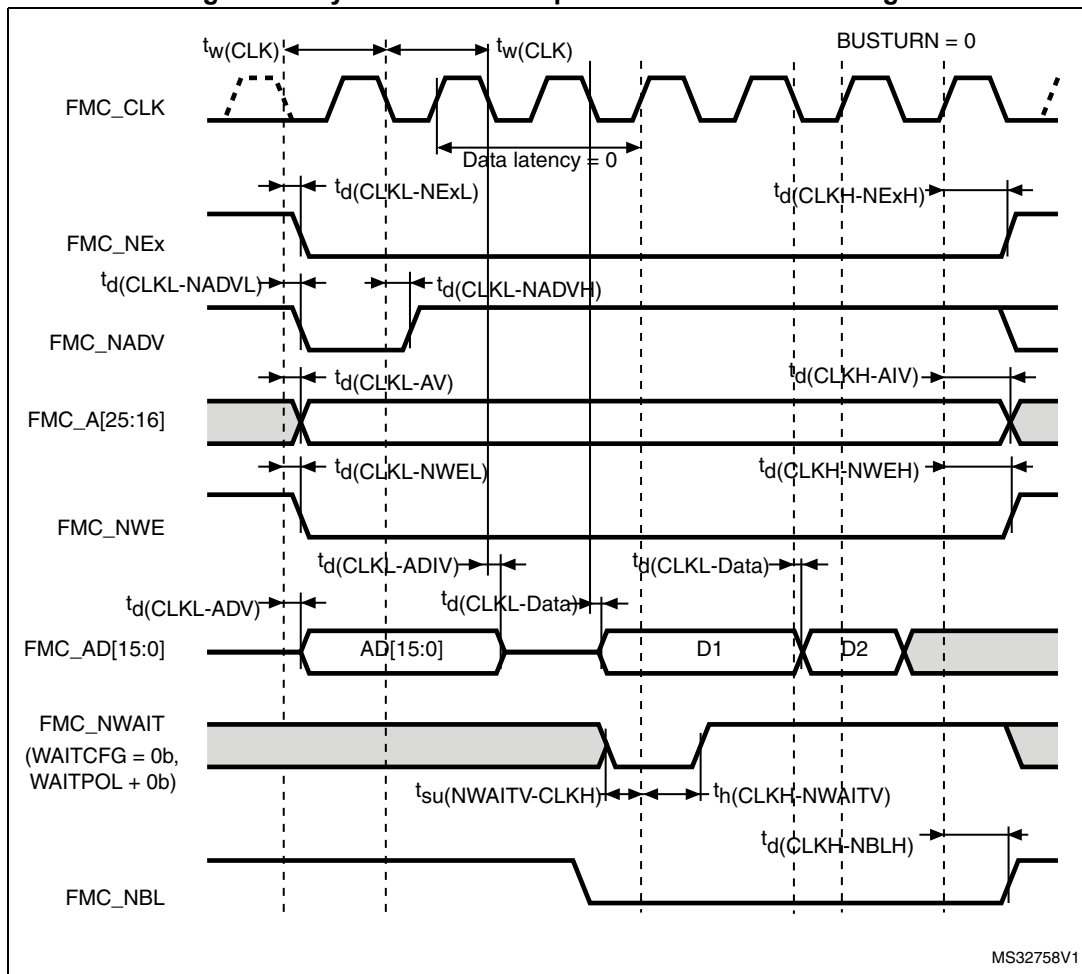 BUSTURN = 0
tw(CLK) tw(CLK)
FMC_CLK
Data latency = 0
td(CLKL-NExL) td(CLKH-NExH)
FMC_NEx
td(CLKL-NADVL) td(CLKL-NADVH)
FMC_NADV
td(CLKL-AV) td(CLKH-AIV)
FMC_A[25:16]
td(CLKL-NWEL) td(CLKH-NWEH)
FMC_NWE
td(CLKL-ADIV) td(CLKL-Data)
td(CLKL-ADV) td(CLKL-Data)
FMC_AD[15:0] AD[15:0] D1 D2
FMC_NWAIT
(WAITCFG = 0b,
WAITPOL + 0b)
tsu(NWAITV-CLKH) th(CLKH-NWAITV)
td(CLKH-NBLH)
FMC_NBL
MS32758V1